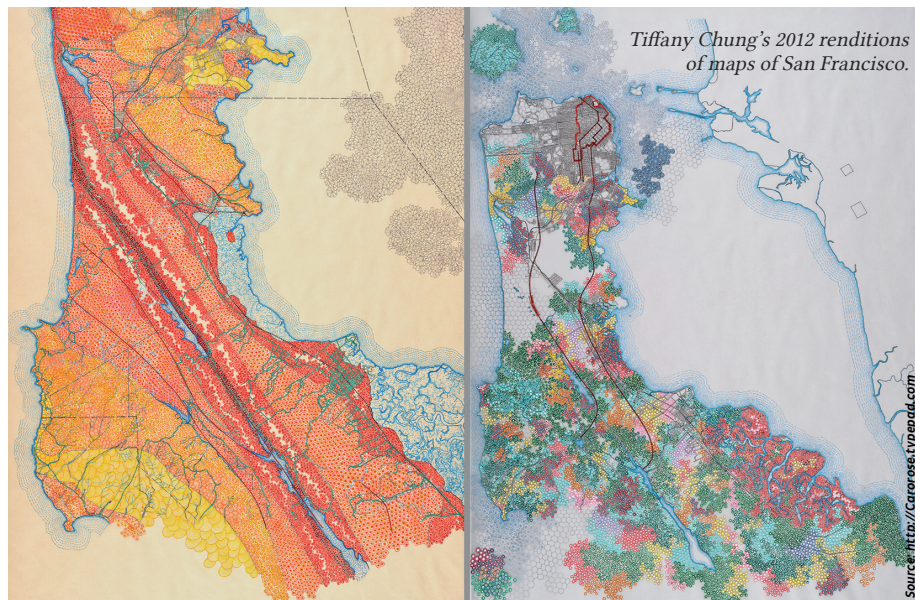 Tiffany Chung's 2012 renditions
of maps of San Francisco.
Source: http://Carorose.typepad.com